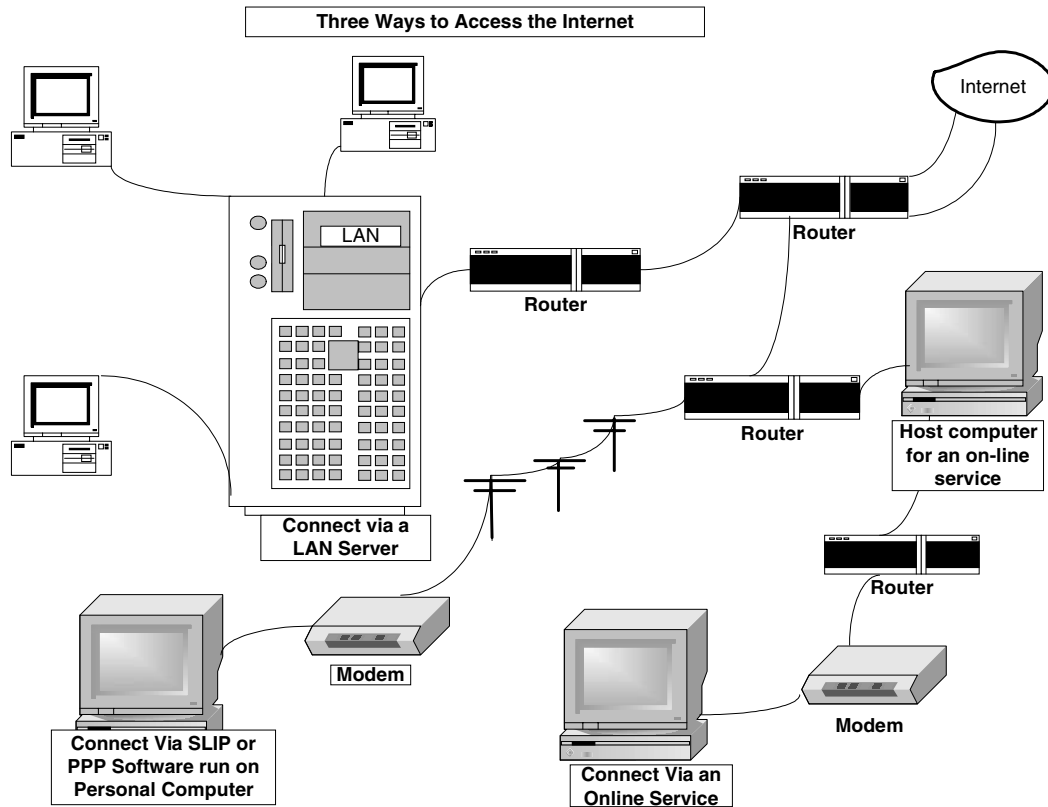 Three Ways to Access the Internet
Internet
LAN
Router
Router
Router
Host computer
for an on-line
service
Connect via a
LAN Server
Router
Modem
Modem
Connect Via SLIP or
PPP Software run on
Personal Computer
Connect Via an
Online Service